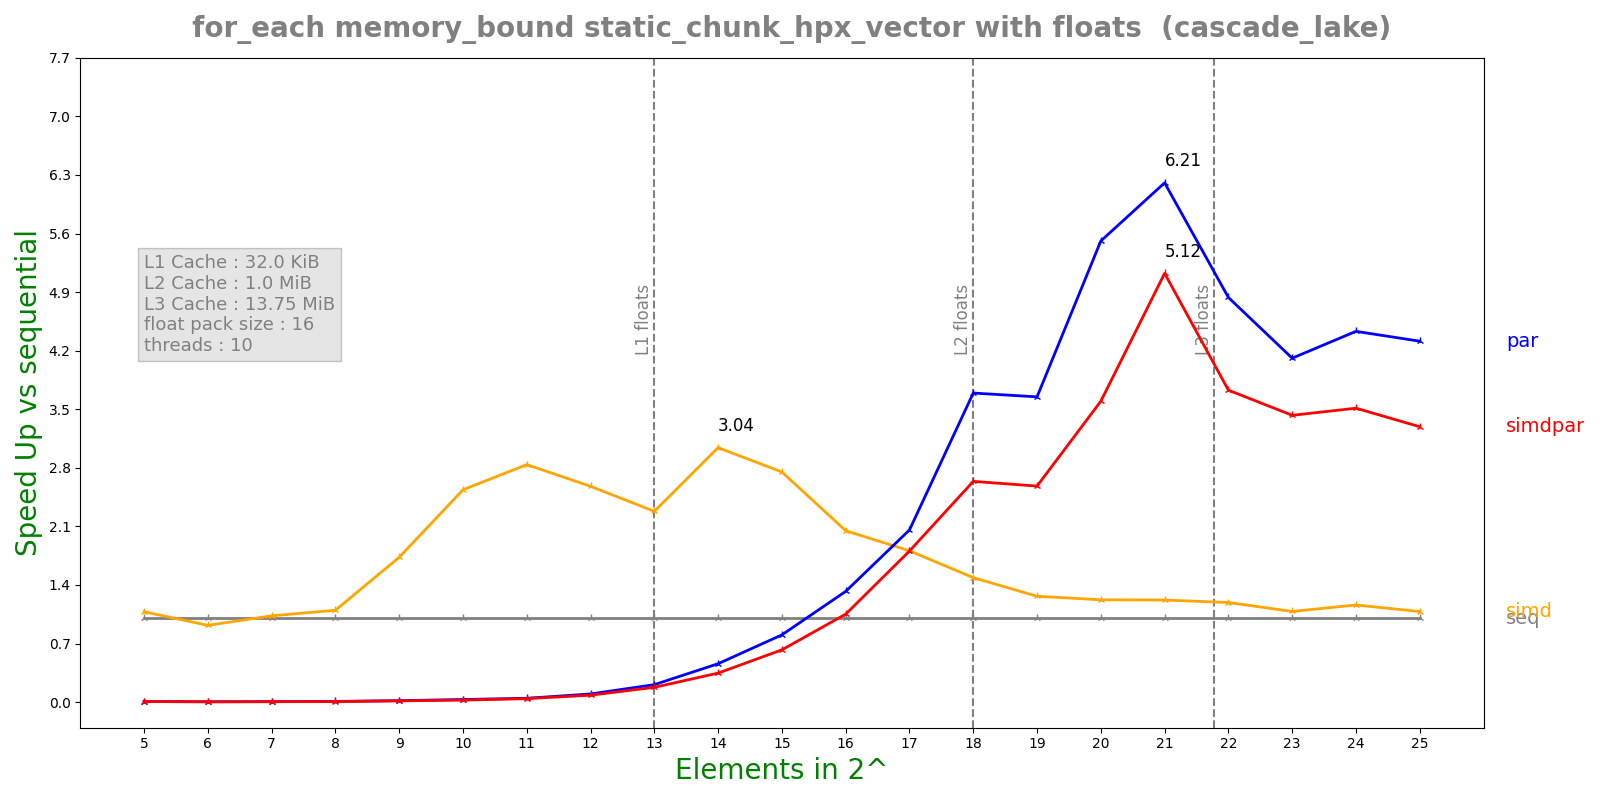 for_each memory_bound static_chunk_hpx_vector with floats  (cascade_lake)
Speed Up vs sequential
7.7
7.0
6.3
5.6
4.9
4.2
3.5
2.8
2.1
1.4
0.7
0.0
L1 Cache : 32.0 KiB
L2 Cache : 1.0 MiB
L3 Cache : 13.75 MiB
float pack size : 16
threads : 10
L1 floats
L2 floats
L3 floats
3.04
6.21
5.12
par
simdpar
simd
seq
5 6 7 8 9 10 11 12 13 14 15 16 17 18 19 20 21 22 23 24 25
Elements in 2^